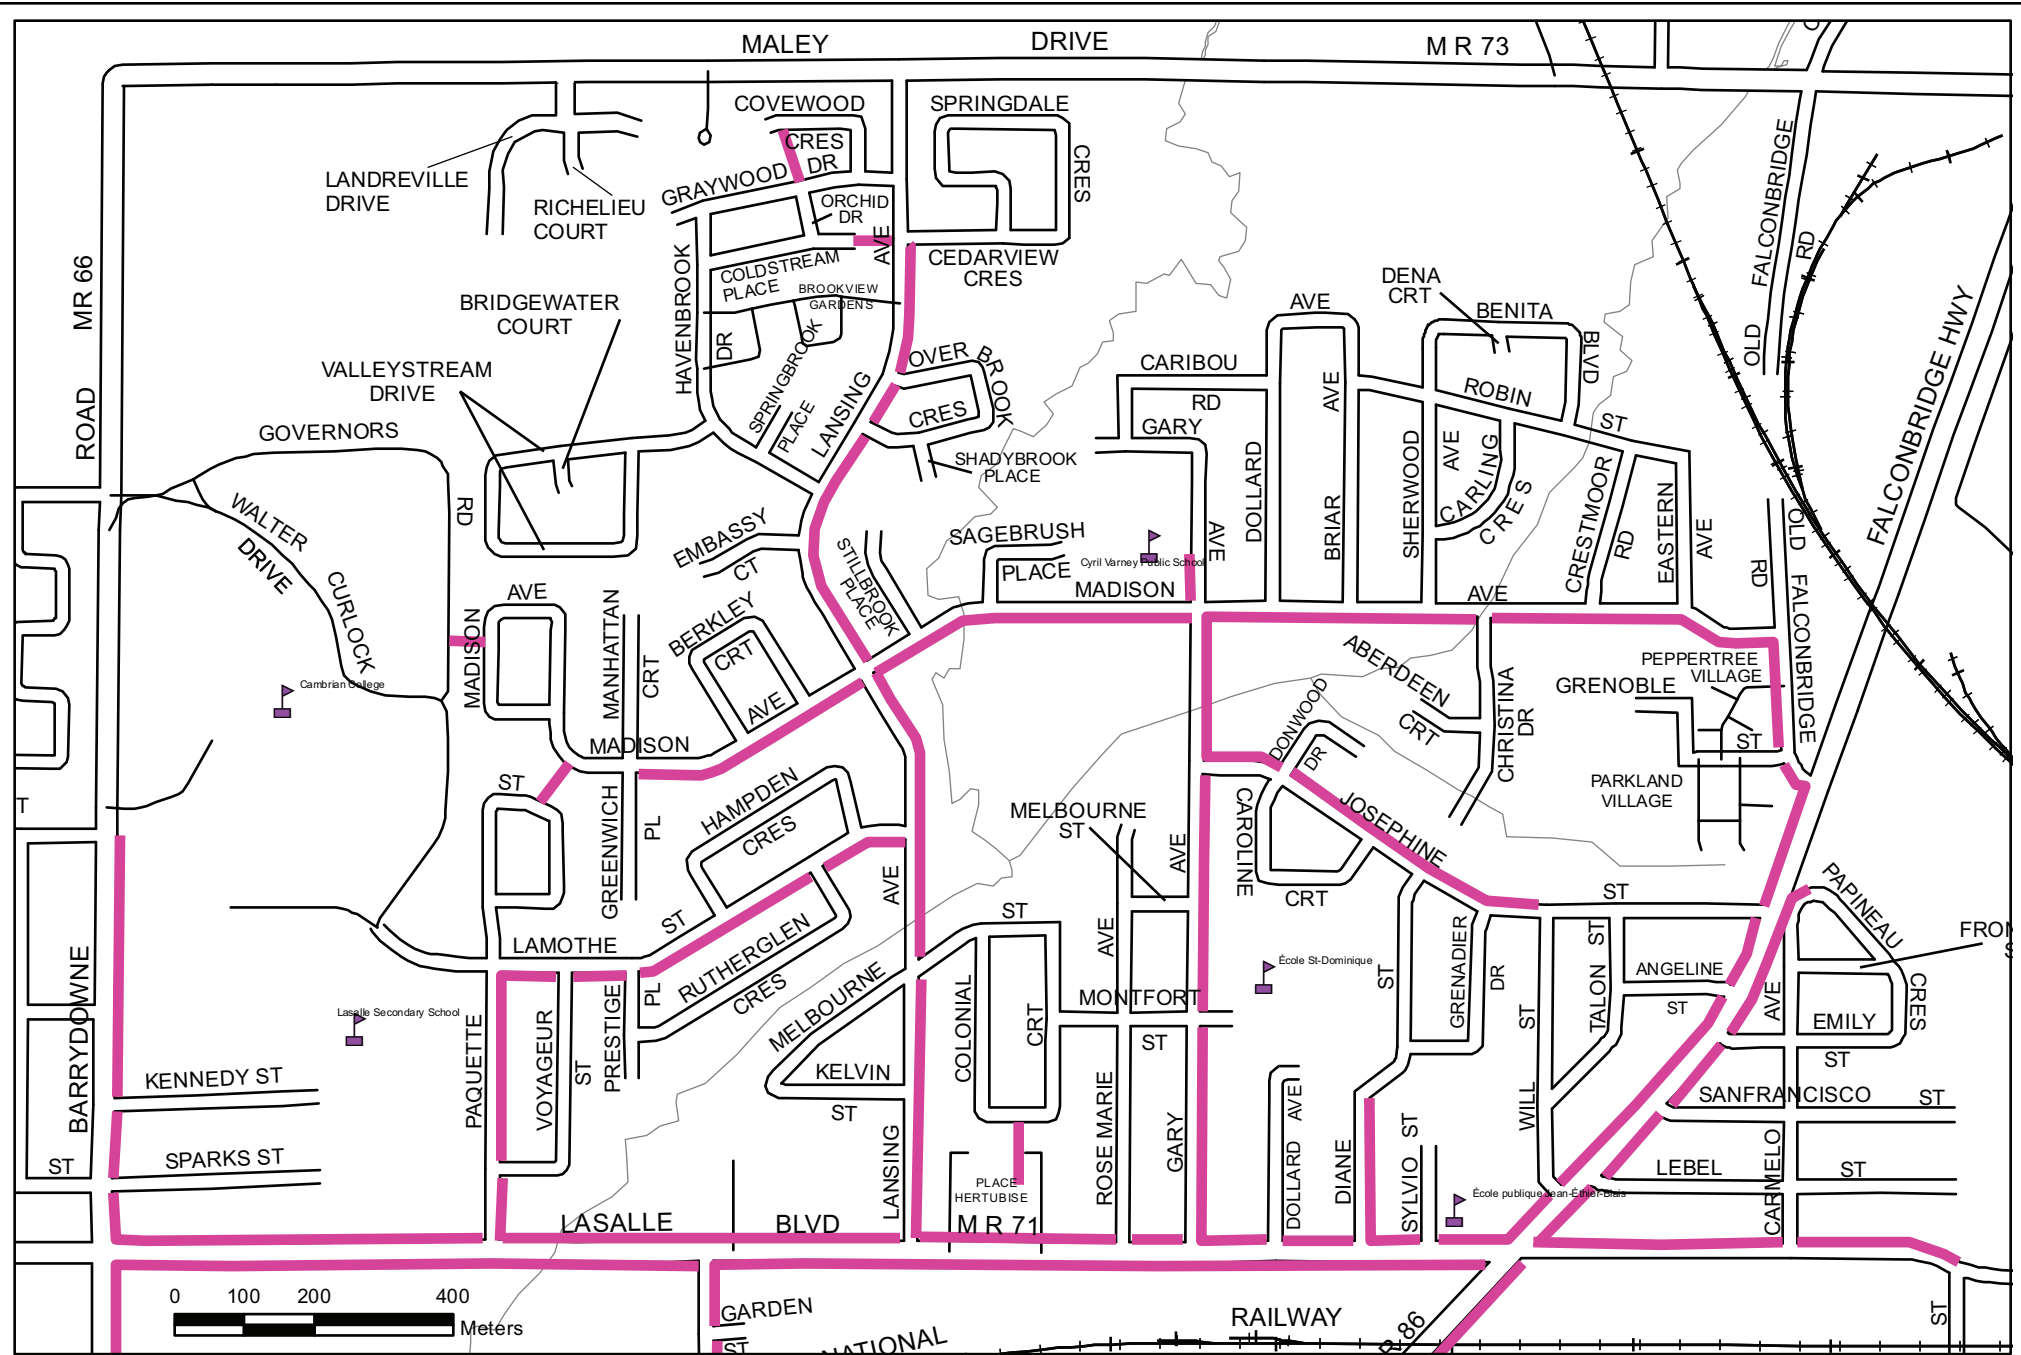 MALEY DRIVE M R 73
COVEWOOD
CRES
SPRINGDALE
CRES
GRAYWOOD DR
LANDREVILLE
DRIVE
RICHELIEU
COURT
ORCHID
DR
AVE
CEDARVIEW
CRES
FALCONBRIDGE
OLD
RD
MR 66
ROAD
HAVENBROOK
DR
COLDSTREAM
PLACE
BROOKVIEW
GARDENS
BRIDGEWATER
COURT
VALLEYSTREAM
DRIVE
SPRINGBROOK
PLACE
LANSING
OVER BROOK
CRES
SHADYBROOK
PLACE
DENA
CRT
BENITA
BLVD
AVE
CARIBOU
RD
GARY
AVE
ROBIN
ST
FALCONBRIDGE HWY
GOVERNORS
RD
WALTER
DRIVE
CURLOCK
EMBASSY
CT
STILLBROOK
PLACE
SAGEBRUSH
PLACE
Cyril Varney Public School
MADISON
AVE
DOLLARD
BRIAR
AVE
SHERWOOD
AVE
CARLING
CRES
CRESTMOOR
RD
EASTERN
AVE
RD
OLD FALCONBRIDGE
AVE
MADISON
MANHATTAN
CRT
BERKLEY
CRT
AVE
MADISON
Cambrian College
ABERDEEN
CRT
DONWOOD
DR
CHRISTINA
DR
PEPPERTREE
VILLAGE
GRENOBLE
ST
PARKLAND
VILLAGE
T
ST
GREENWICH
PL
HAMPDEN
CRES
MELBOURNE
ST
AVE
CAROLINE
CRT
JOSEPHINE
ST
PAPINEAU
CRES
FRON
S
BARRYDOWNE
LAMOTHE
ST
RUTHERGLEN
CRES
AVE
MELBOURNE
ST
AVE
École St-Dominique
MONTFORT
ST
COLONIAL
CRT
ST
GRENADIER
DR
ST
TALON
ST
ANGELINE
ST
AVE
EMILY
ST
Lasalle Secondary School
PAQUETTE
VOYAGEUR
ST
PRESTIGE
PL
KELVIN
ST
KENNEDY ST
SPARKS ST
ST
LANSING
ROSE MARIE
GARY
DOLLARD
AVE
DIANE
SYLVIO
ST
WILL
SANFRANCISCO
ST
LEBEL
ST
CARMELO
École publique Jean-Éthier-Blais
PLACE
HERTUBISE
LASALLE BLVD M R 71
0 100 200 400
Meters
GARDEN
ST
NATIONAL
RAILWAY
R 86
ST